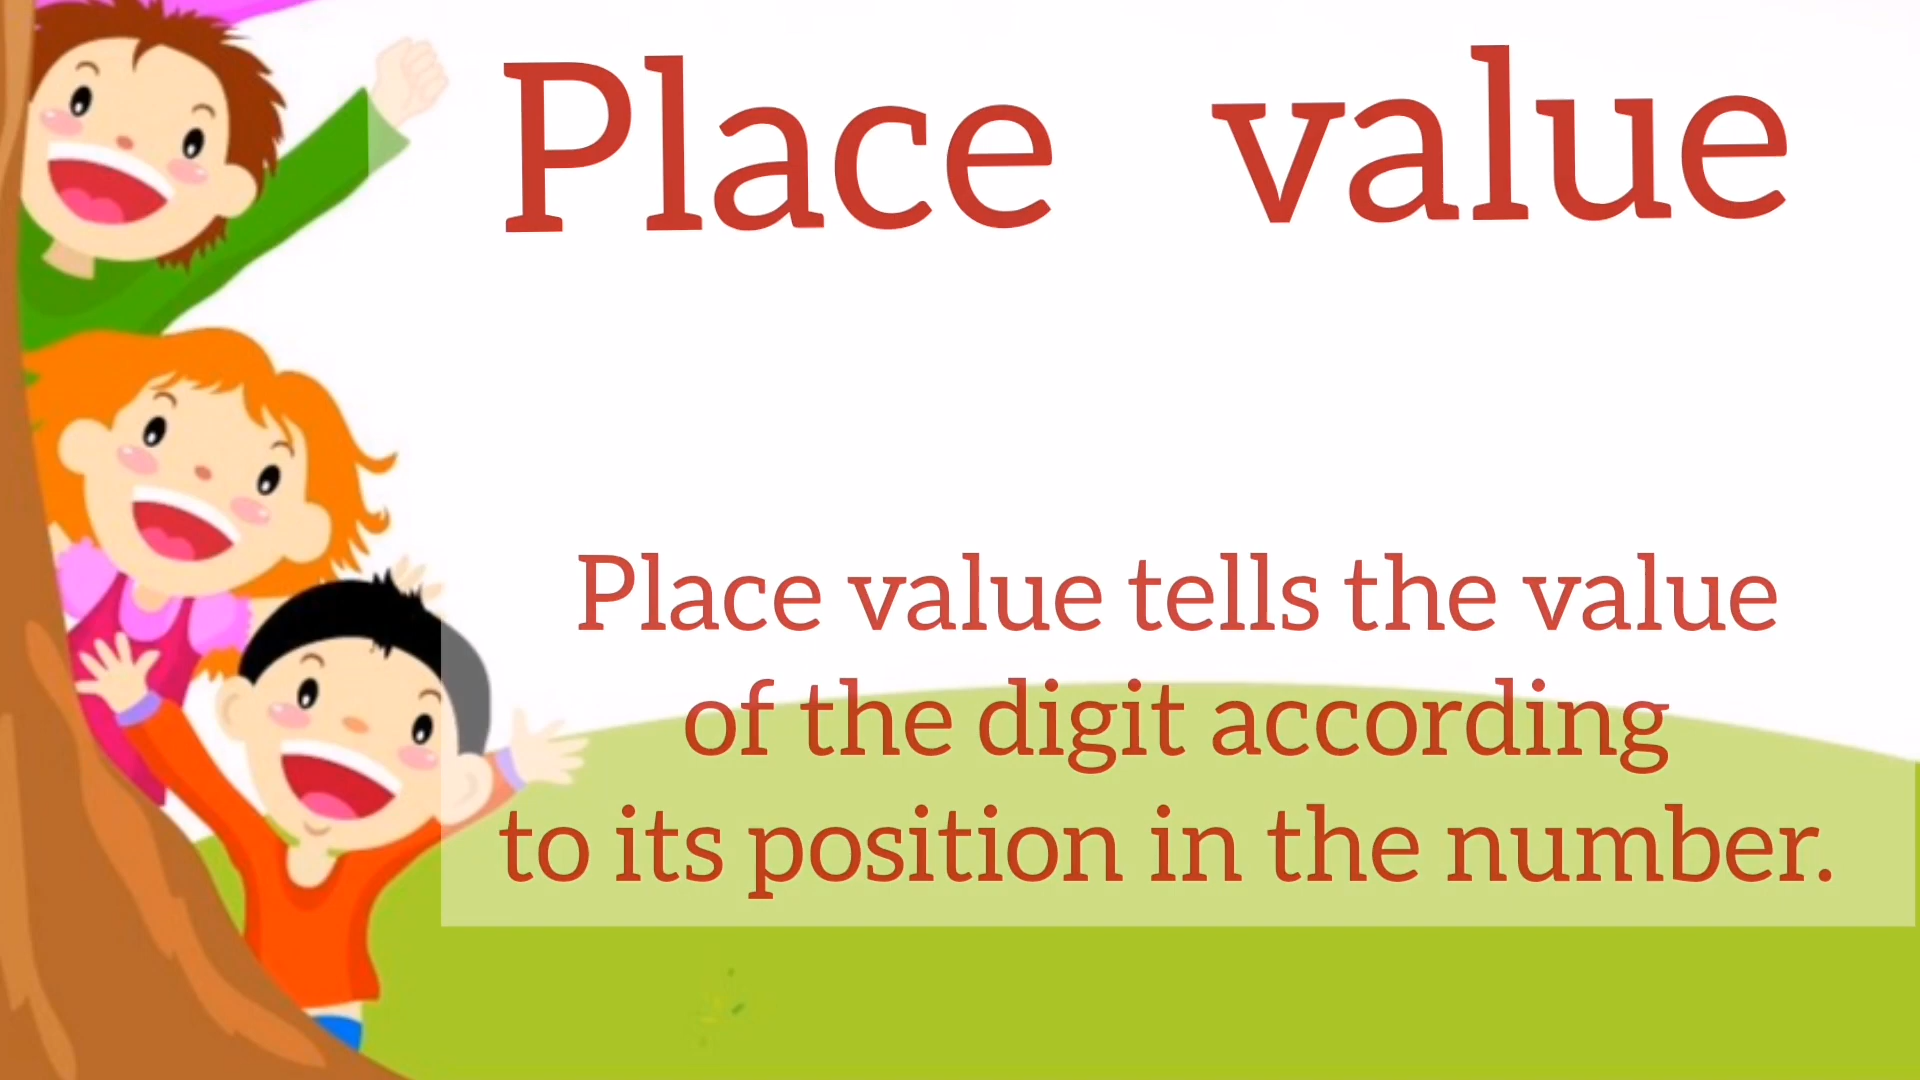 Place value
Place value tells the value
of the digit according
to its position in the number.